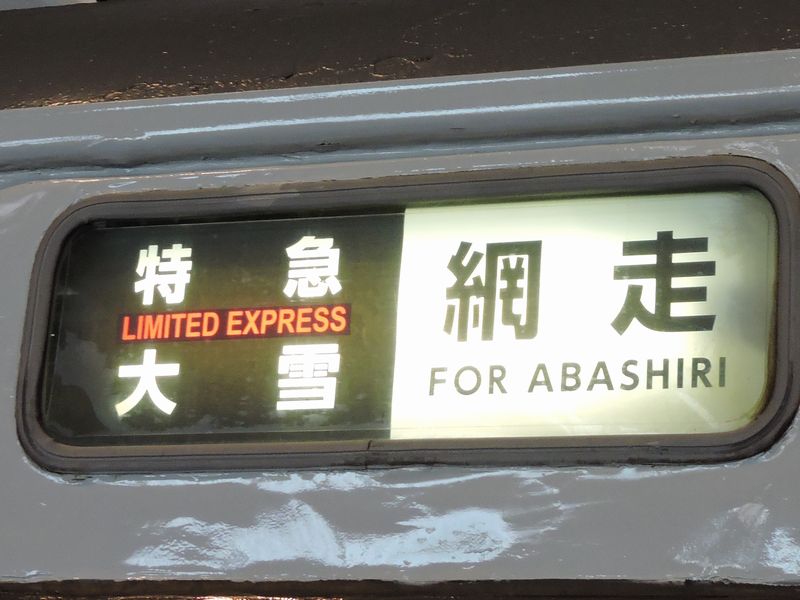 特急
LIMITED EXPRESS
大雪
網走
FOR ABASHIRI